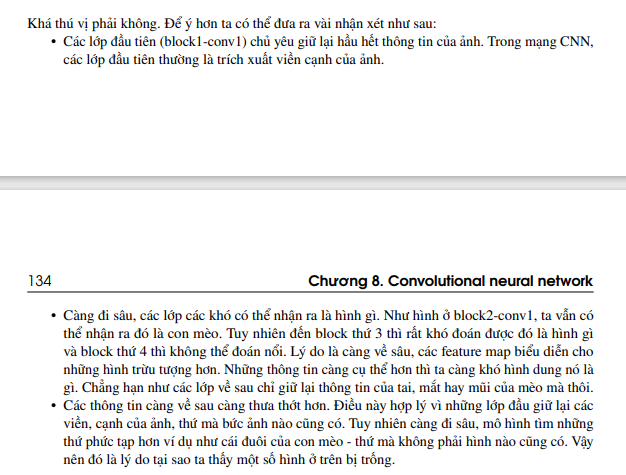 Khá thú vị phải không. Để ý hơn ta có thể đưa ra vài nhận xét như sau:
• Các lớp đầu tiên (block1-conv1) chủ yêu giữ lại hầu hết thông tin của ảnh. Trong mạng CNN,
các lớp đầu tiên thường là trích xuất viền cạnh của ảnh.
134
Chương 8. Convolutional neural network
• Càng đi sâu, các lớp các khó có thể nhận ra là hình gì. Như hình ở block2-conv1, ta vẫn có
thể nhận ra đó là con mèo. Tuy nhiên đến block thứ 3 thì rất khó đoán được đó là hình gì
và block thứ 4 thì không thể đoán nổi. Lý do là càng về sâu, các feature map biểu diễn cho
những hình trừu tượng hơn. Những thông tin càng cụ thể hơn thì ta càng khó hình dung nó là
gì. Chẳng hạn như các lớp về sau chỉ giữ lại thông tin của tai, mắt hay mũi của mèo mà thôi.
• Các thông tin càng về sau càng thưa thớt hơn. Điều này hợp lý vì những lớp đầu giữ lại các
viền, cạnh của ảnh, thứ mà bức ảnh nào cũng có. Tuy nhiên càng đi sâu, mô hình tìm những
thứ phức tạp hơn ví dụ như cái đuôi của con mèo - thứ mà không phải hình nào cũng có. Vậy
nên đó là lý do tại sao ta thấy một số hình ở trên bị trống.